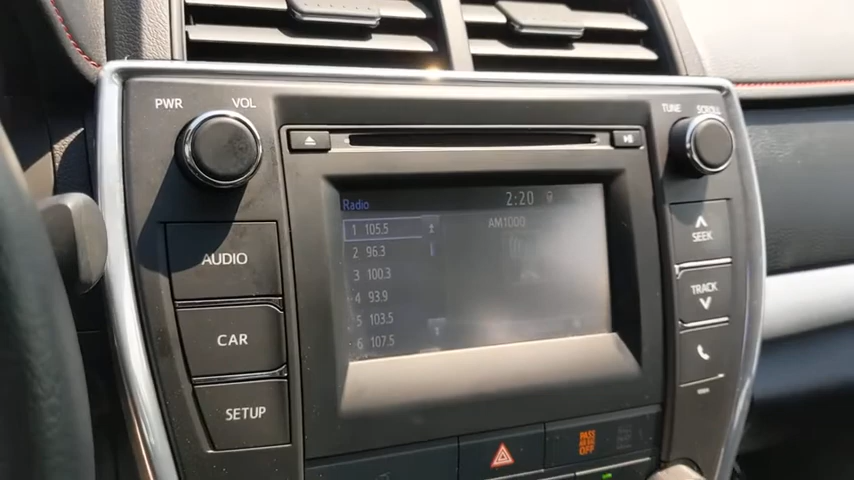 PWR VOL
TUNE SCROLL
Radio 2:20
AM1000
1 105.5
2 96.3
3 100.3
4 93.9
5 103.5
6 107.5
AUDIO
CAR
SETUP
SEEK
TRACK
PASS
AIR BAG
OFF